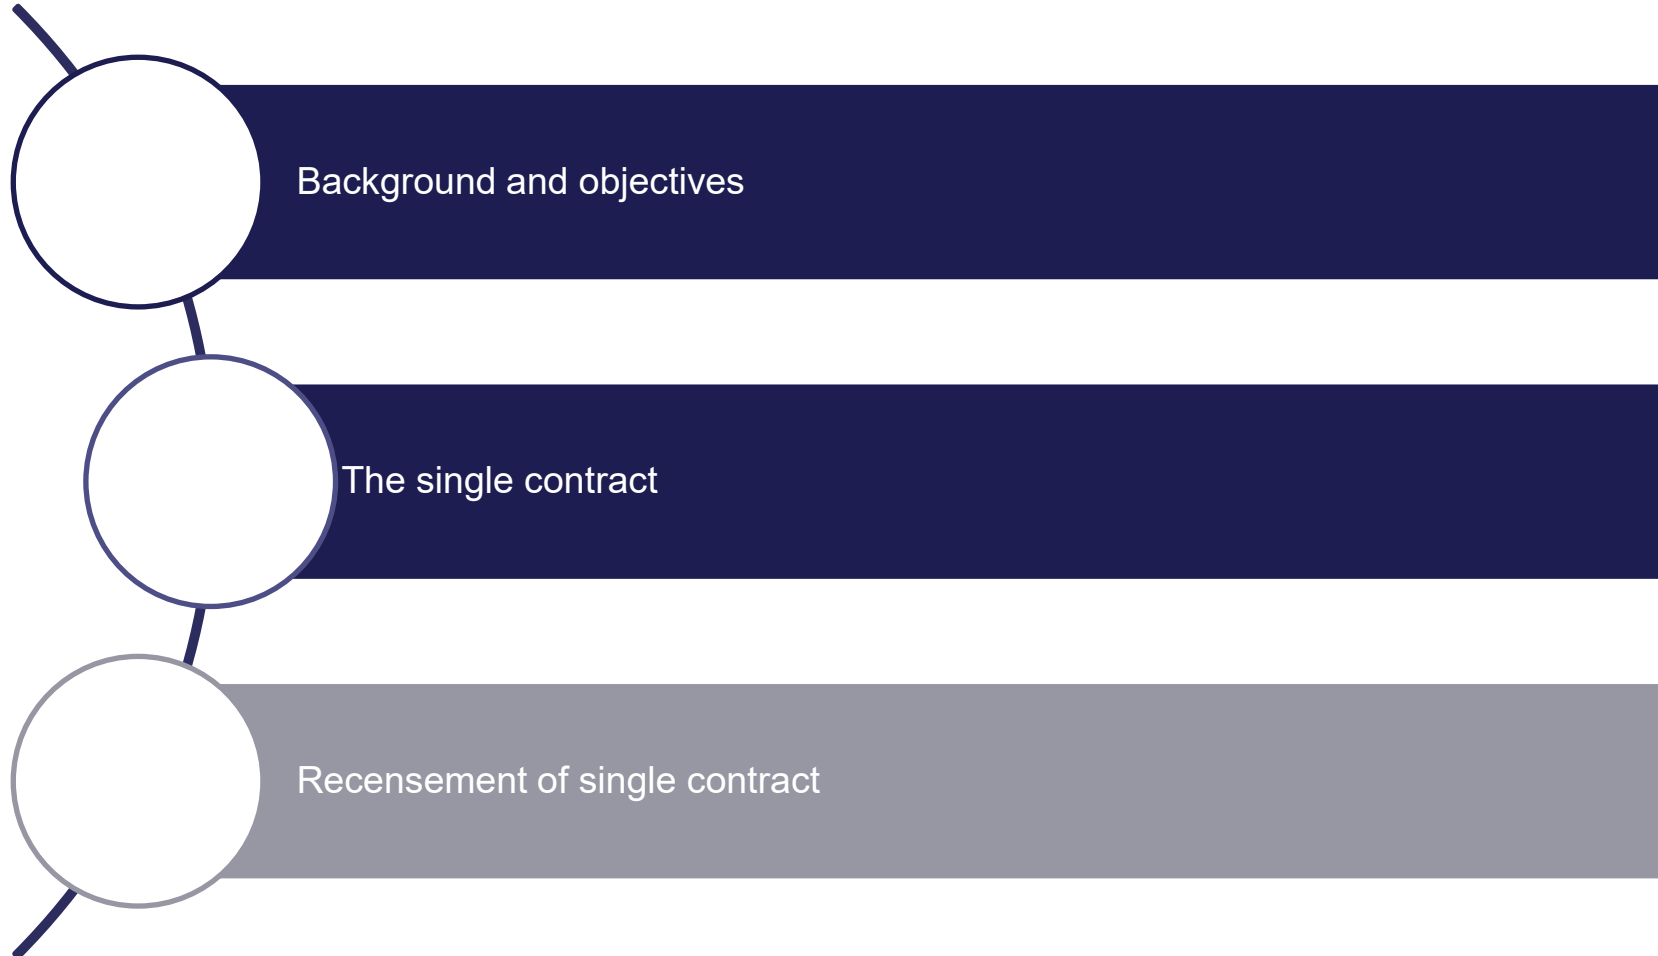 Background and objectives
The single contract
Recensement of single contract